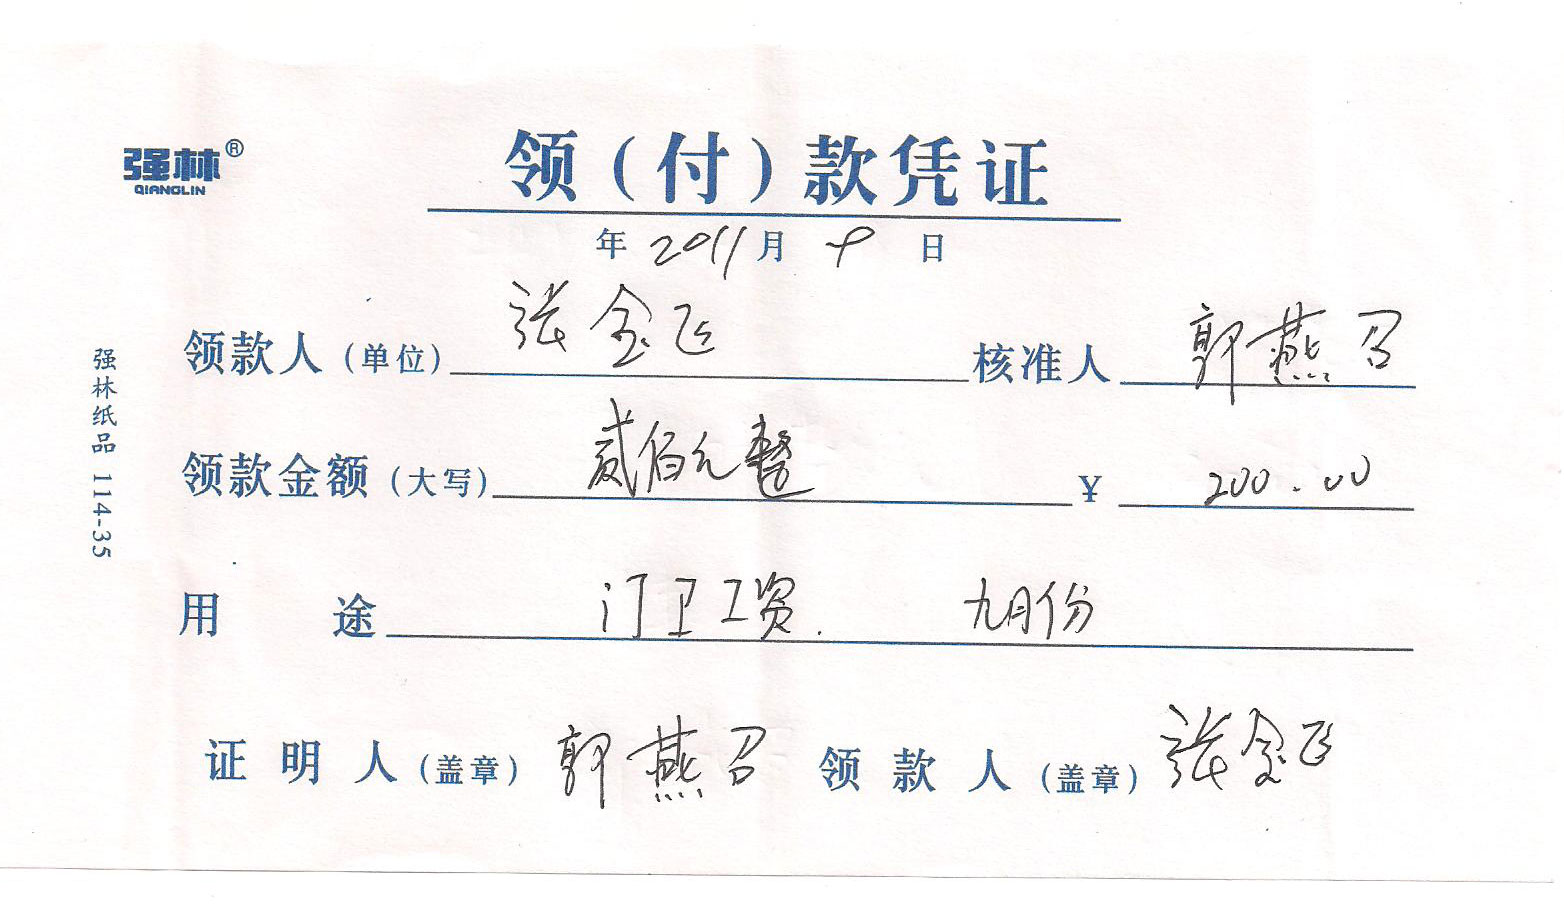 强林®
QIANGLIN
领（付）款凭证
年 2011 月 9 日
领款人（单位） 张金飞 核准人 郭燕召
领款金额（大写） 贰佰元整 ¥ 200.00
用 途 门卫工资. 九月份
证明人（盖章） 郭燕召 领款人（盖章） 张金飞
强林纸品 114-35